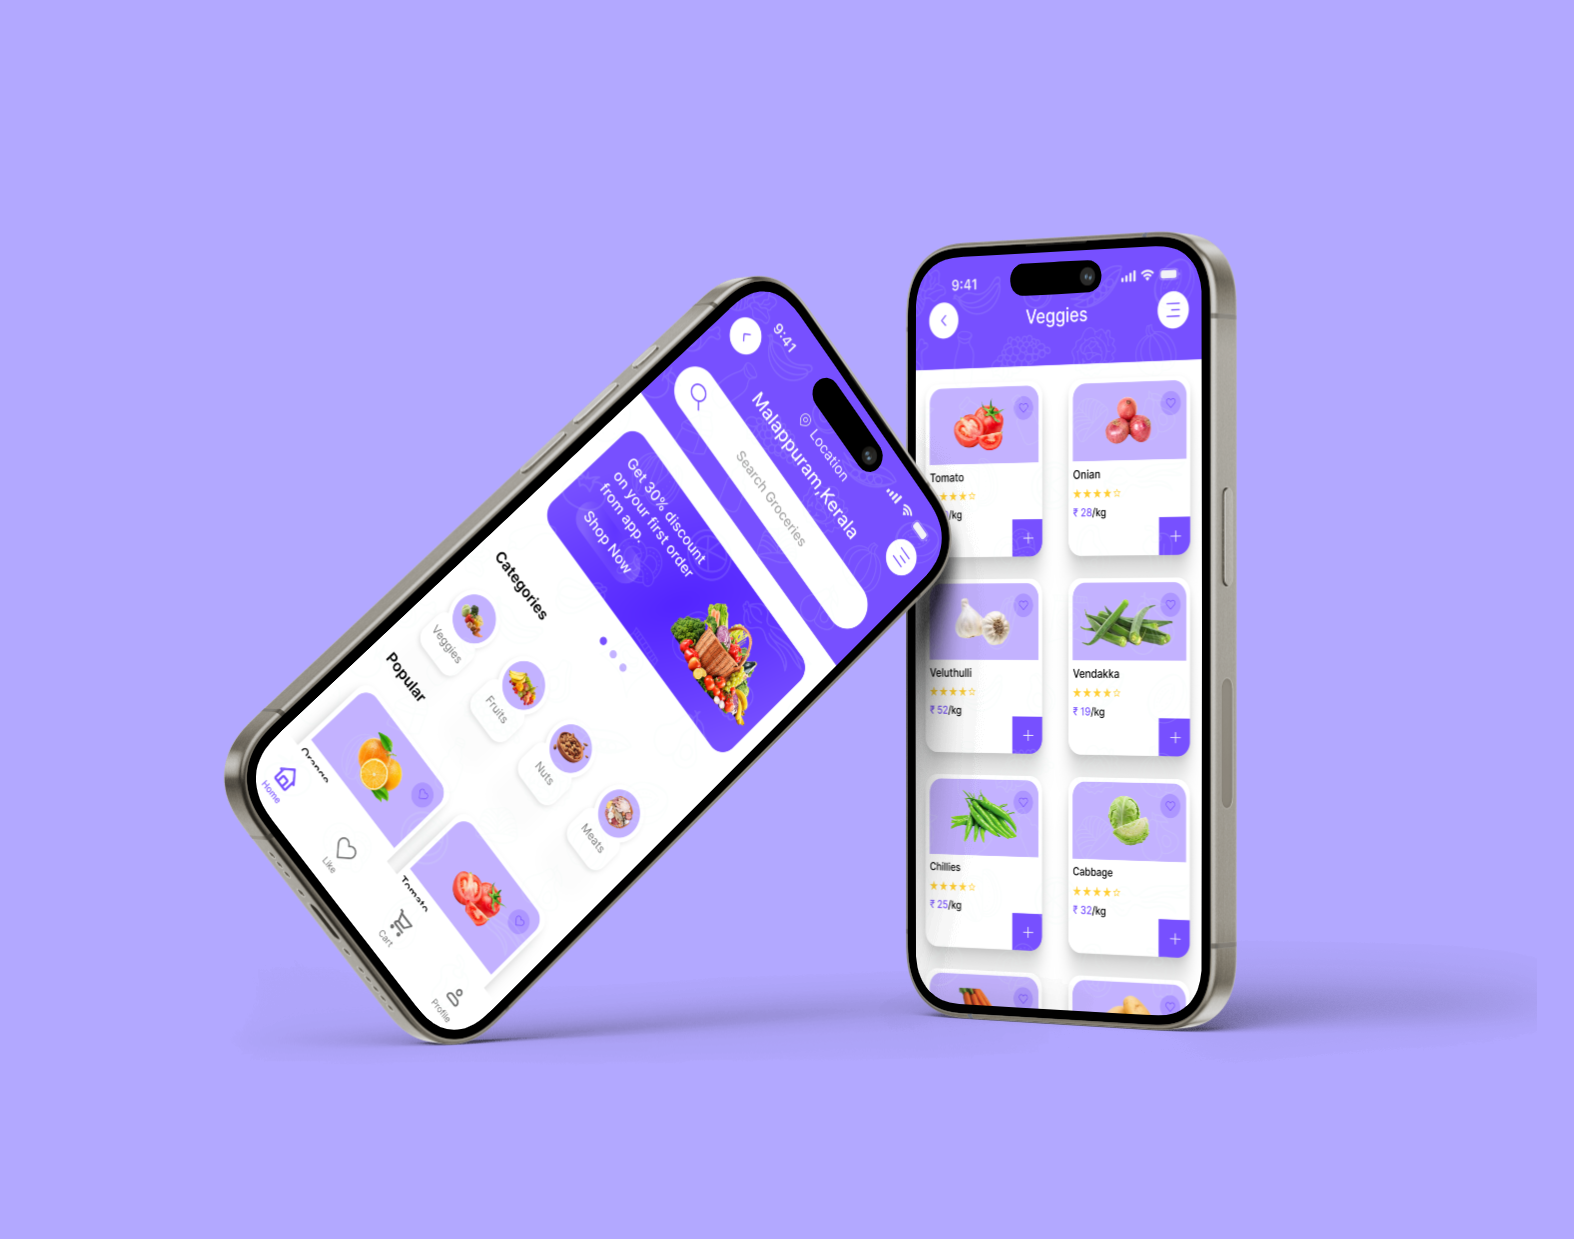 9:41
Location
Malappuram,Kerala
Search Groceries
Get 30% discount
on your first order
from app.
Shop Now
Categories
Veggies
Fruits
Nuts
Meats
Popular
Orange
Tomato
Home
Like
Cart
Profile
9:41
Veggies
Tomato
/kg
Onian
₹ 28/kg
Veluthulli
₹ 52/kg
Vendakka
₹ 19/kg
Chillies
₹ 25/kg
Cabbage
₹ 32/kg